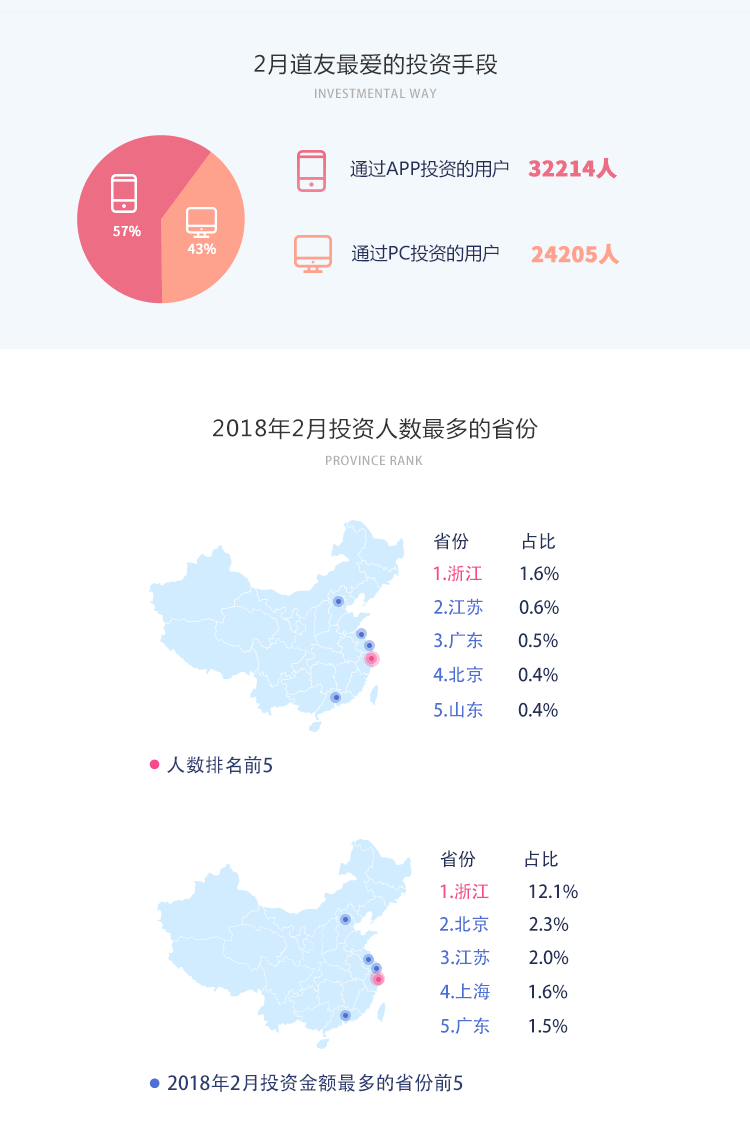 2月道友最爱的投资手段
INVESTMENTAL WAY
通过APP投资的用户 32214人
57%
43%
通过PC投资的用户 24205人
2018年2月投资人数最多的省份
PROVINCE RANK
省份 占比
1.浙江 1.6%
2.江苏 0.6%
3.广东 0.5%
4.北京 0.4%
5.山东 0.4%
人数排名前5
省份 占比
1.浙江 12.1%
2.北京 2.3%
3.江苏 2.0%
4.上海 1.6%
5.广东 1.5%
2018年2月投资金额最多的省份前5